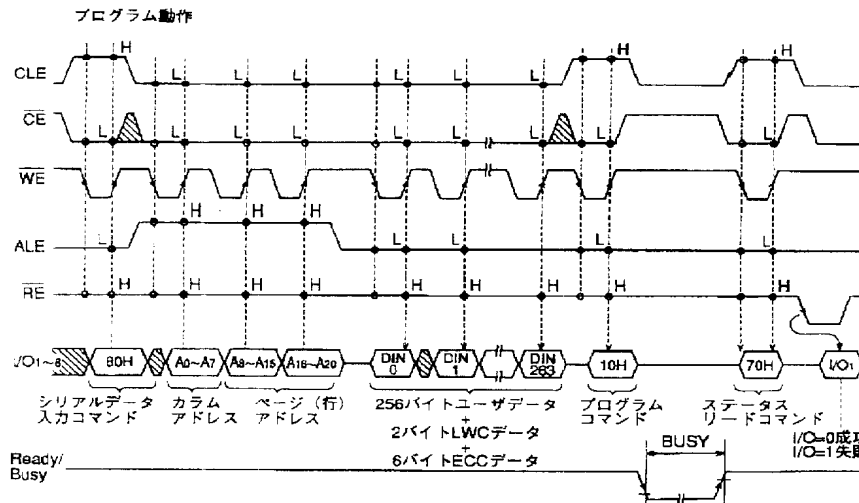 プログラム動作
CLE H L L L L L L H H
CE L L L L L L L L
WE
ALE L H H H L L L L
RE H H H H H H H H
I/O1~8 80H A0~A7 A8~A15 A16~A20 DIN 0 DIN 1 DIN 263 10H 70H I/O1
シリアルデータ入力コマンド
カラムアドレス
ページ（行）アドレス
256バイトユーザデータ
+
2バイトLWCデータ
+
6バイトECCデータ
プログラムコマンド
ステータスリードコマンド
I/O=0成功
I/O=1失敗
Ready/Busy
BUSY